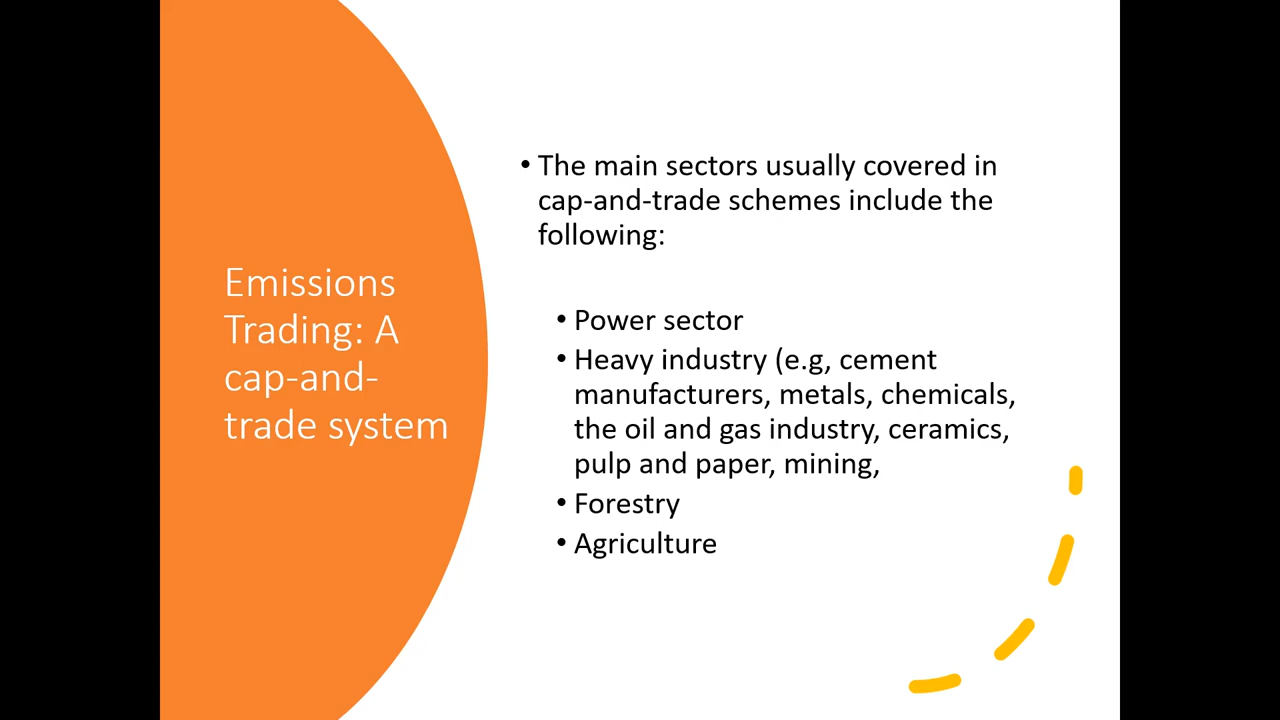 Emissions
Trading: A
cap-and-
trade system
• The main sectors usually covered in
cap-and-trade schemes include the
following:
• Power sector
• Heavy industry (e.g, cement
manufacturers, metals, chemicals,
the oil and gas industry, ceramics,
pulp and paper, mining,
• Forestry
• Agriculture